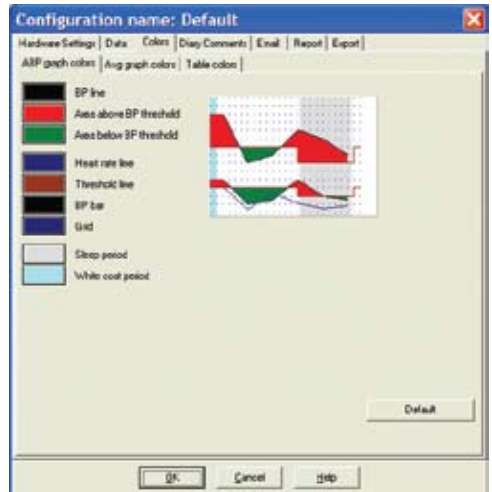 Configuration name: Default
Hardware Settings Data Colors Diary Comments Email Report Export
ABP graph colors Avg graph colors Table colors
BP line
Area above BP threshold
Area below BP threshold
Heart rate line
Threshold line
BP bar
Grid
Sleep period
White coat period
Default
OK Cancel Help